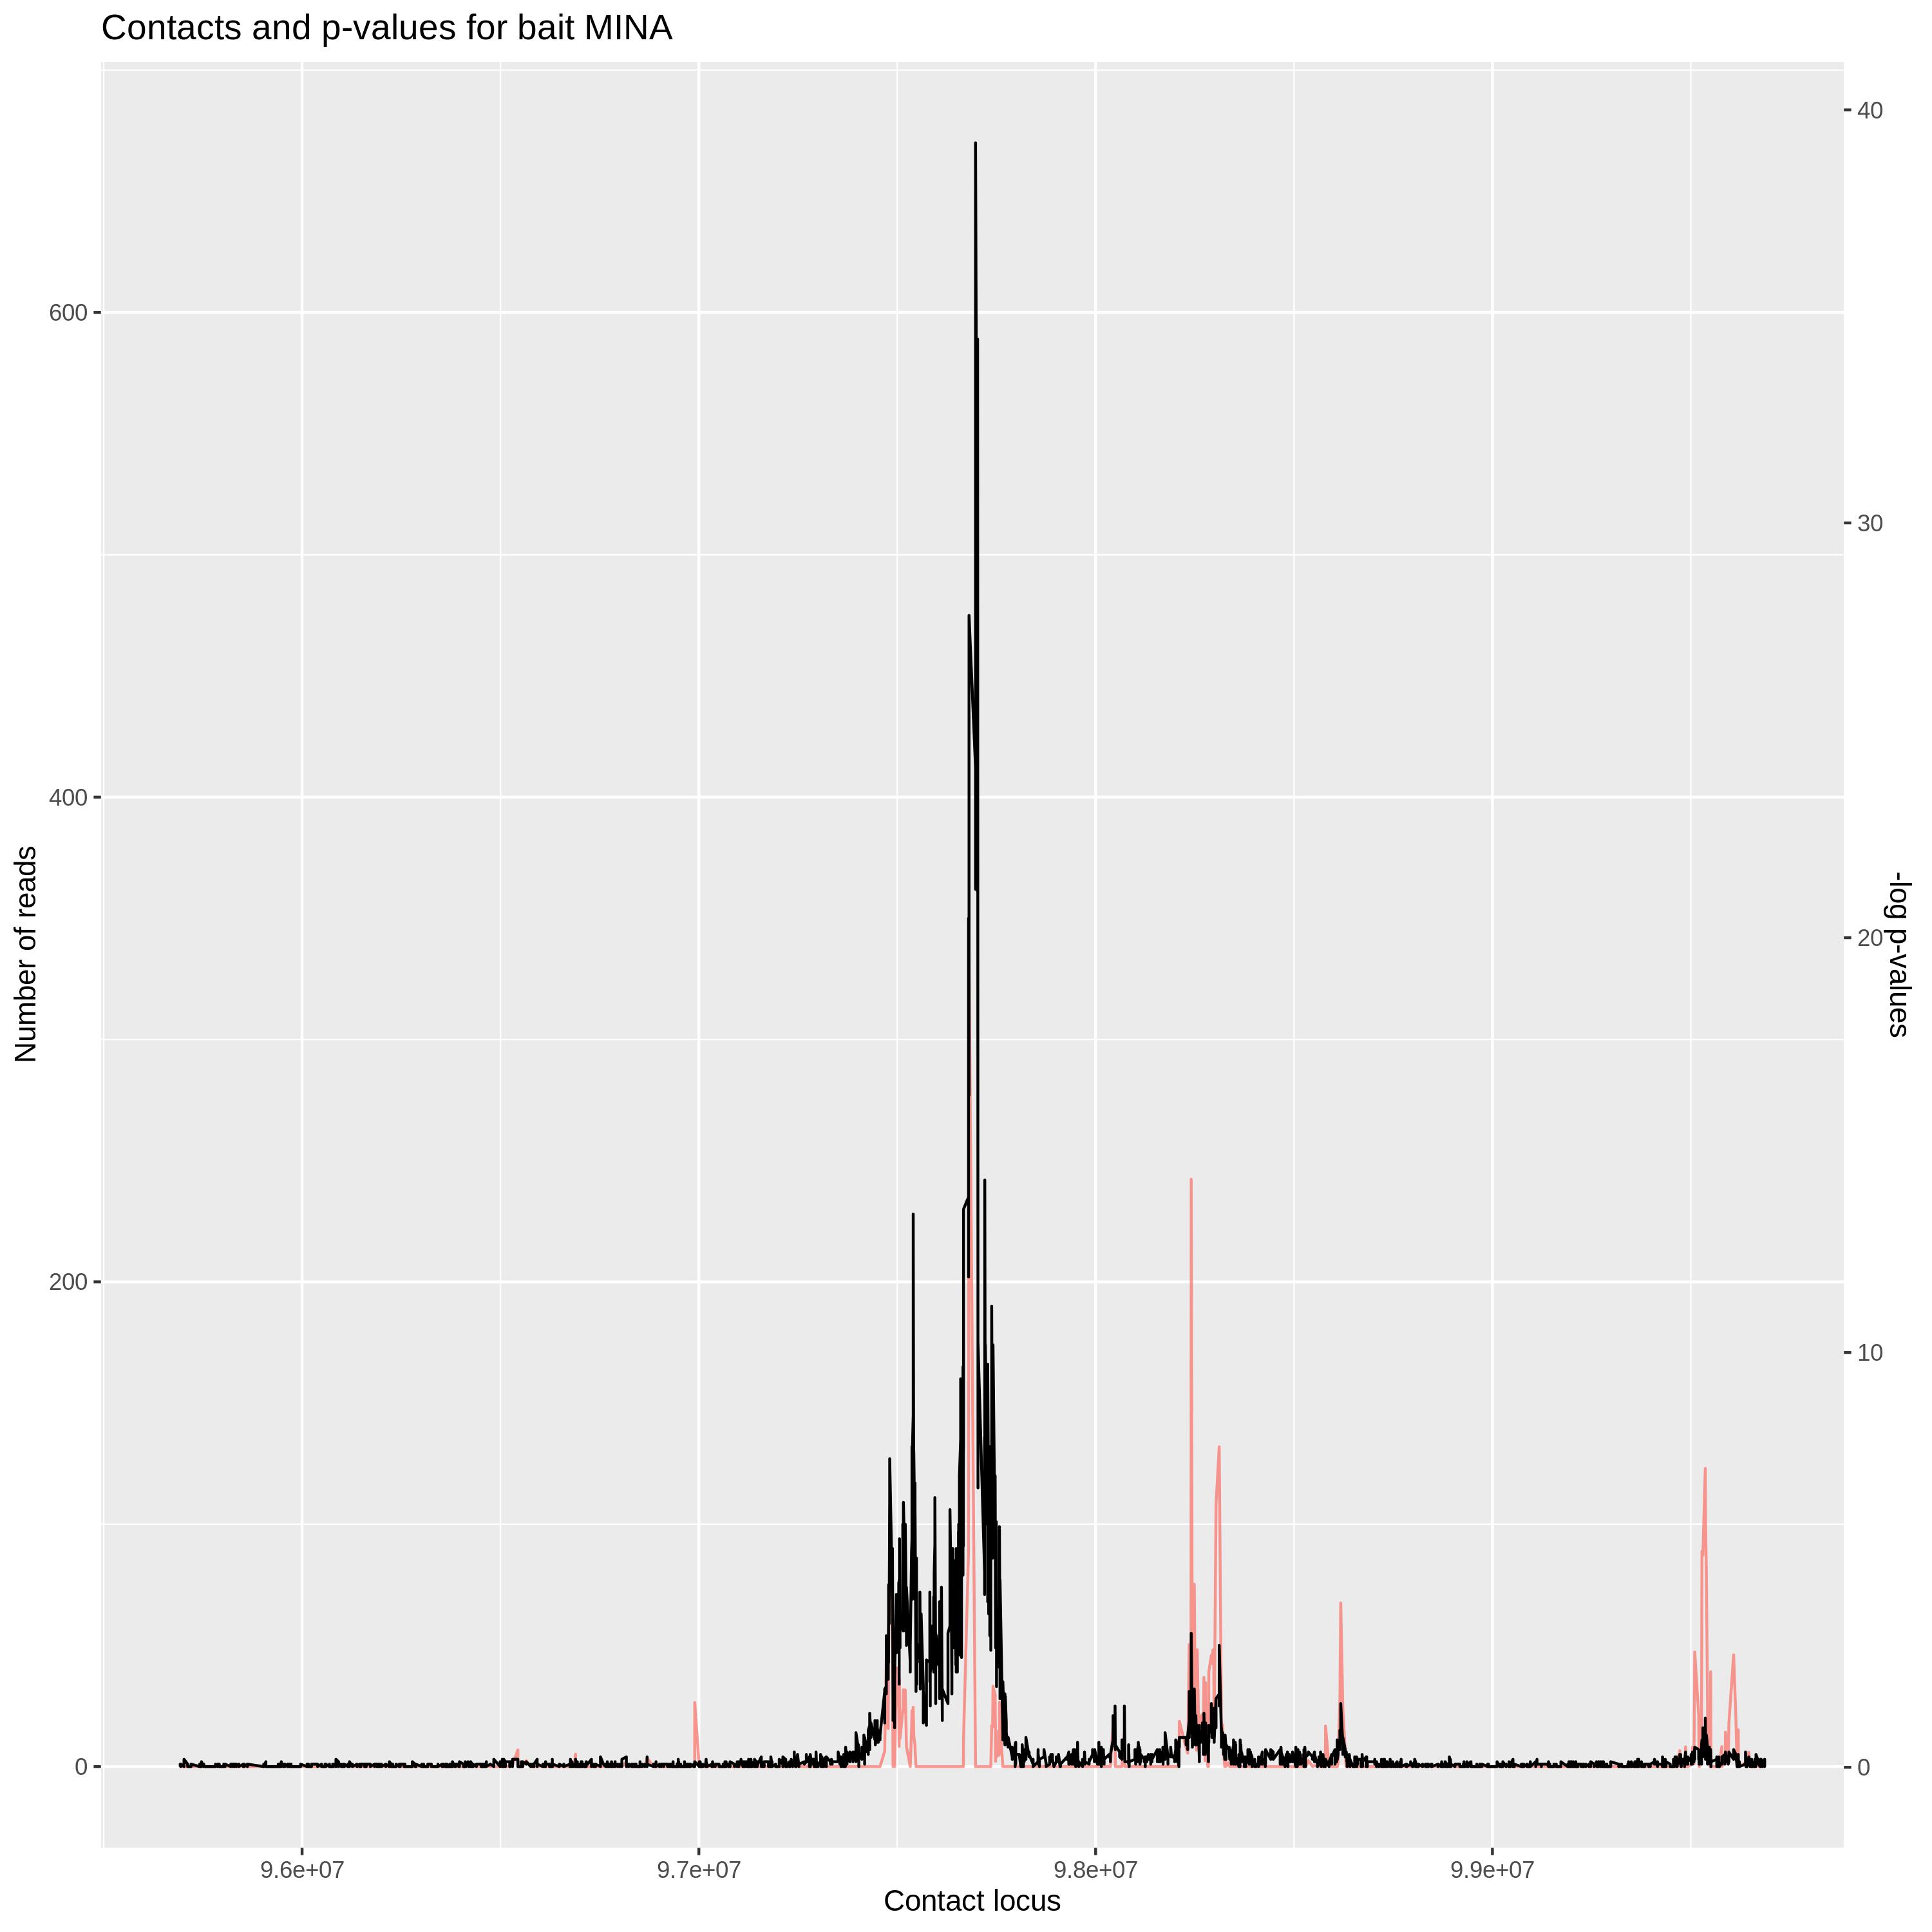 Contacts and p-values for bait MINA
600
400
200
0
Number of reads
40
30
20
10
0
-log p-values
9.6e+07
9.7e+07
9.8e+07
9.9e+07
Contact locus